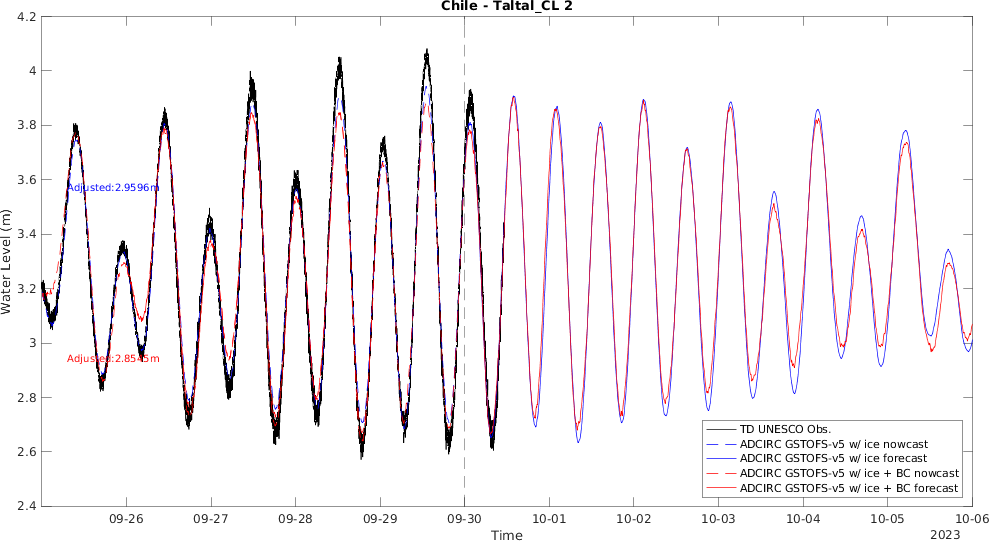 Chile - Taltal_CL 2
4.2
4
3.8
3.6
3.4
3.2
3
2.8
2.6
2.4
Water Level (m)
Adjusted:2.9596m
Adjusted:2.8545m
TD UNESCO Obs.
ADCIRC GSTOFS-v5 w/ ice nowcast
ADCIRC GSTOFS-v5 w/ ice forecast
ADCIRC GSTOFS-v5 w/ ice + BC nowcast
ADCIRC GSTOFS-v5 w/ ice + BC forecast
09-26 09-27 09-28 09-29 09-30 10-01 10-02 10-03 10-04 10-05 10-06
Time
2023